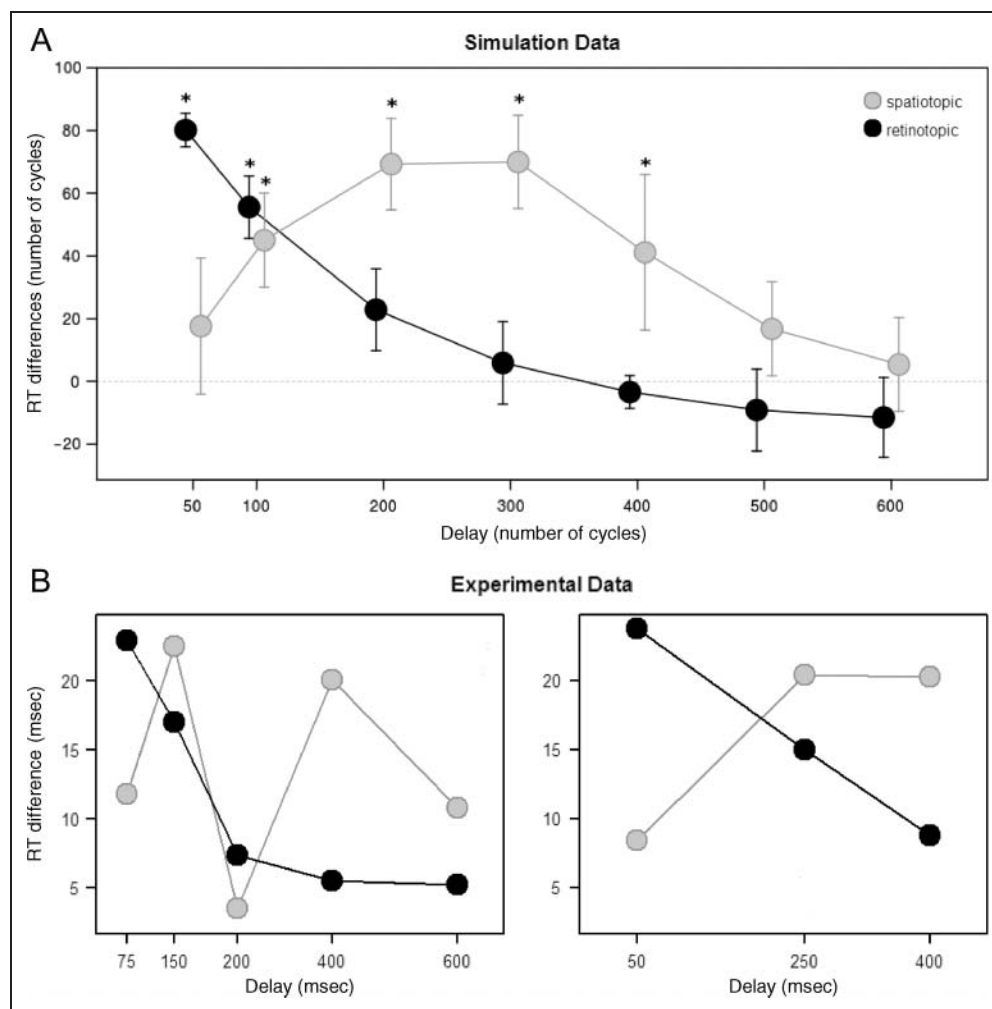 A
Simulation Data
100
80
60
40
20
0
−20
RT differences (number of cycles)
* * * * * *
spatiotopic
retinotopic
50 100 200 300 400 500 600
Delay (number of cycles)
B
Experimental Data
20
15
10
5
RT difference (msec)
75 150 200 400 600
Delay (msec)
20
15
10
5
50 250 400
Delay (msec)